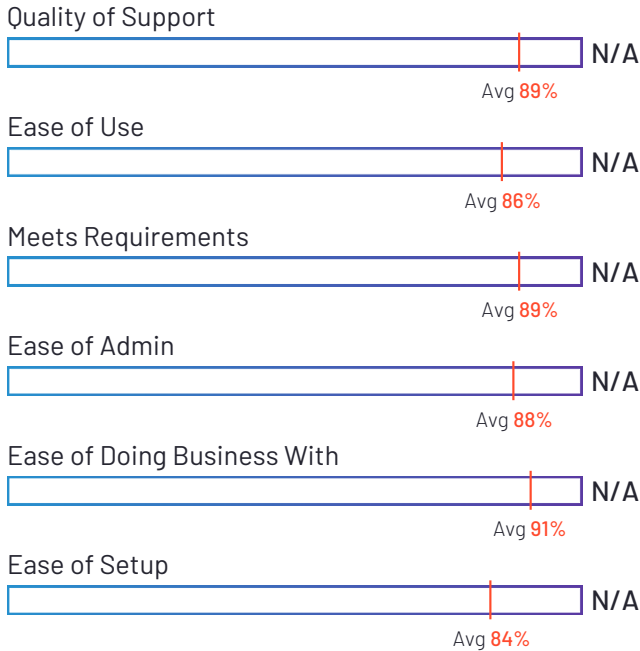 Quality of Support
N/A
Avg 89%
Ease of Use
N/A
Avg 86%
Meets Requirements
N/A
Avg 89%
Ease of Admin
N/A
Avg 88%
Ease of Doing Business With
N/A
Avg 91%
Ease of Setup
N/A
Avg 84%